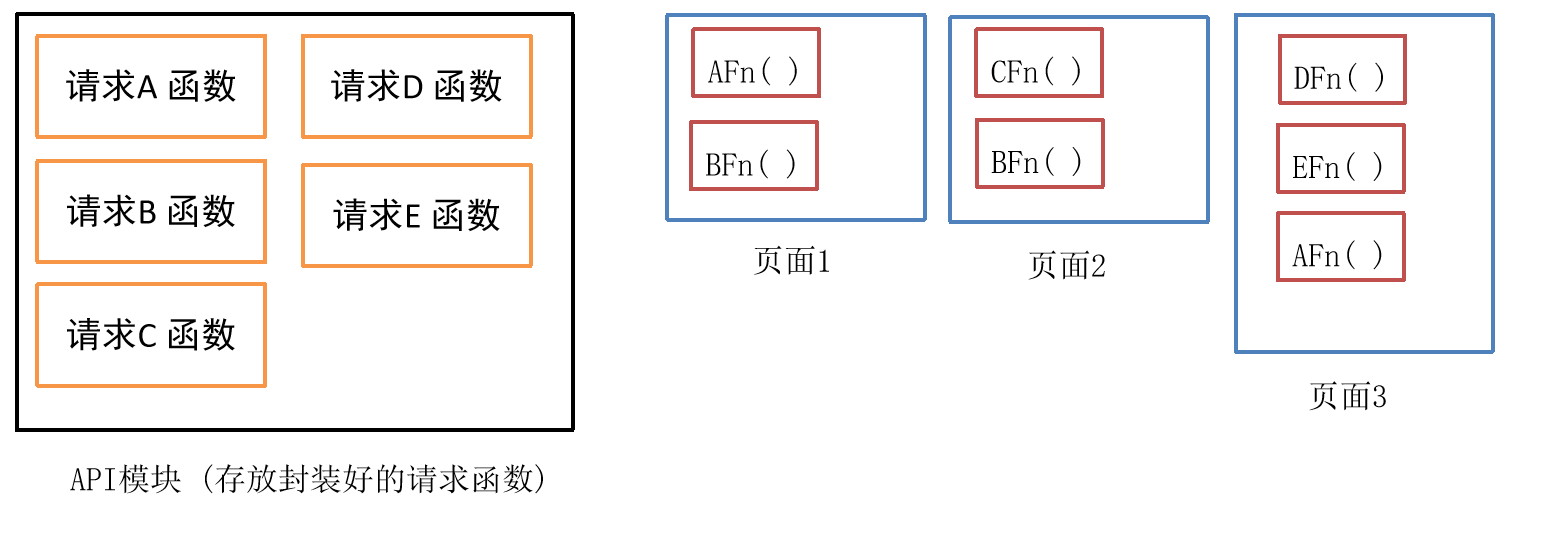 请求A 函数
请求D 函数
请求B 函数
请求E 函数
请求C 函数
API模块 (存放封装好的请求函数)
AFn( )
BFn( )
页面1
CFn( )
BFn( )
页面2
DFn( )
EFn( )
AFn( )
页面3